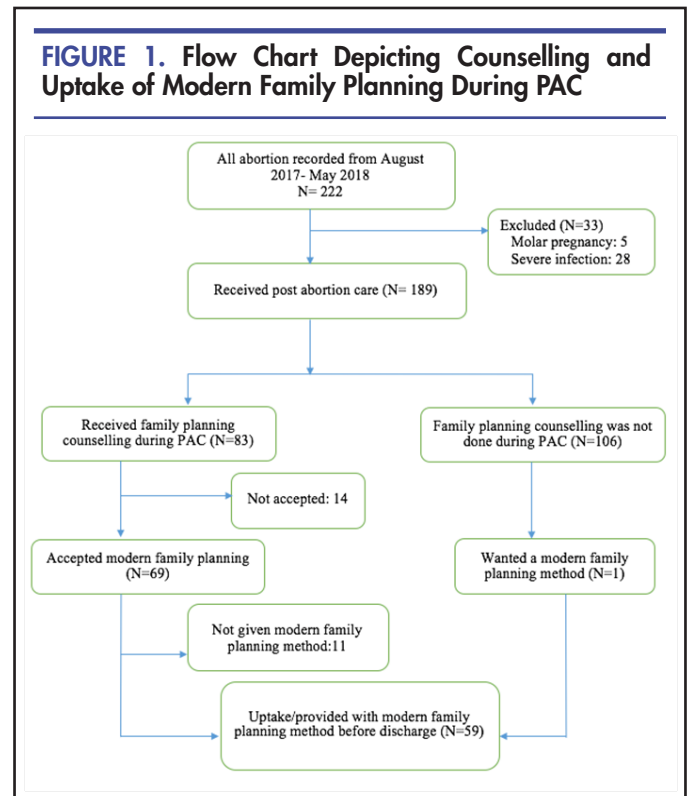 FIGURE 1. Flow Chart Depicting Counselling and
Uptake of Modern Family Planning During PAC
All abortion recorded from August
2017- May 2018
N= 222
Excluded (N=33)
Molar pregnancy: 5
Severe infection: 28
Received post abortion care (N= 189)
Received family planning
counselling during PAC (N=83)
Family planning counselling was not
done during PAC (N=106)
Not accepted: 14
Accepted modern family planning
(N=69)
Wanted a modern family
planning method (N=1)
Not given modern family
planning method:11
Uptake/provided with modern family
planning method before discharge (N=59)